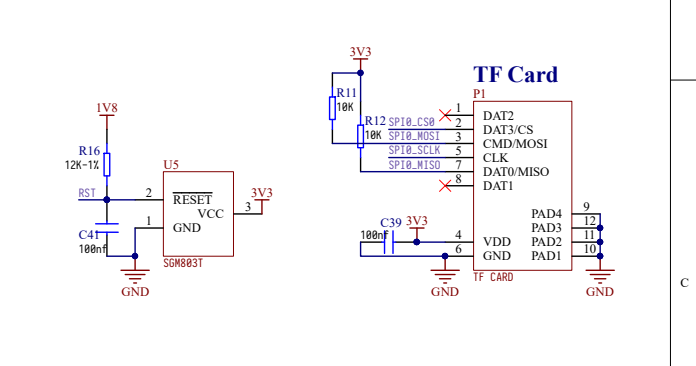 1V8
R16
12K-1%
RST
C41
100nf
GND
U5
2
RESET
VCC
3
3V3
1
GND
SGM803T
3V3
TF Card
R11
10K
R12
10K
P1
SPI0_CS0
SPI0_MOSI
SPI0_SCLK
SPI0_MISO
1
DAT2
2
DAT3/CS
3
CMD/MOSI
5
CLK
7
DAT0/MISO
8
DAT1
PAD4
9
PAD3
12
PAD2
11
PAD1
10
C39
3V3
100nf
4
VDD
6
GND
TF CARD
GND
GND
C